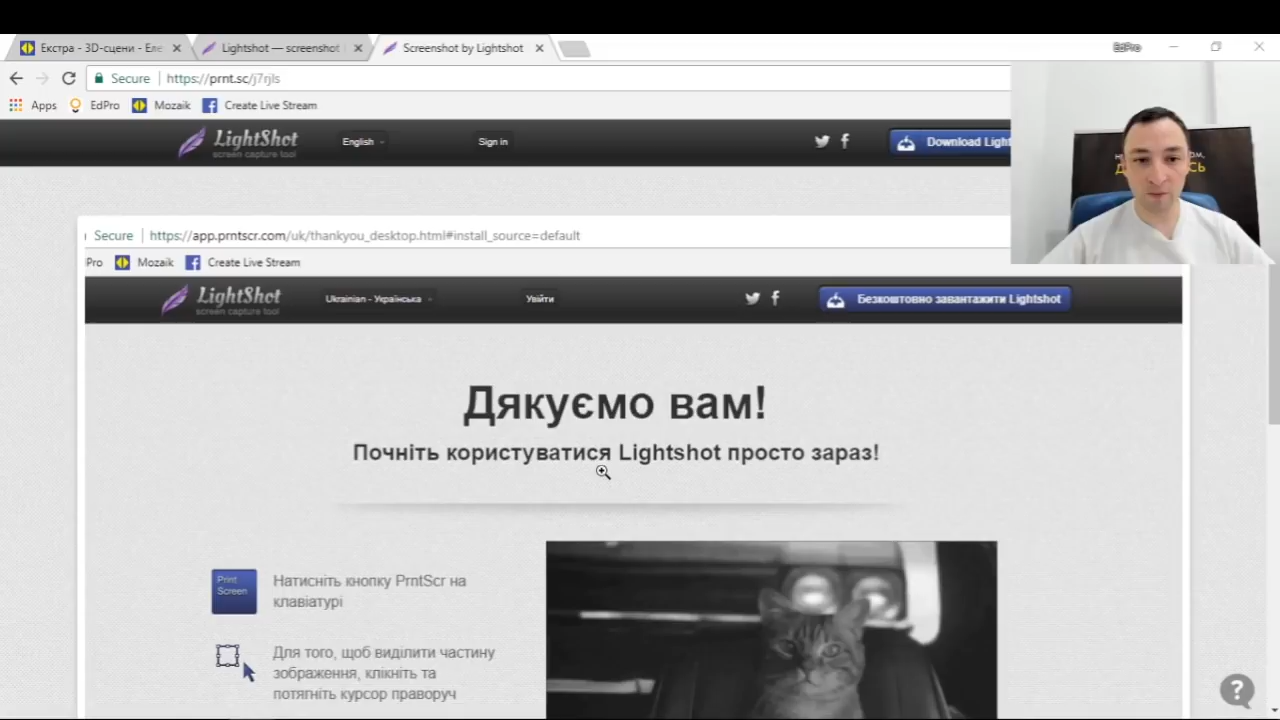 Екстра - 3D-сцени - Еле
Lightshot — screenshot
Screenshot by Lightshot
EdPro
Secure https://prnt.sc/j7rjls
Apps EdPro Mozaik Create Live Stream
LightShot English Sign in Download Light
screen capture tool
Secure https://app.prntscr.com/uk/thankyou_desktop.html#install_source=default
Pro Mozaik Create Live Stream
LightShot Ukrainian - Українська Увійти Безкоштовно завантажити Lightshot
screen capture tool
Дякуємо вам!
Почніть користуватися Lightshot просто зараз!
Print
Screen
Натисніть кнопку PrntScr на
клавіатурі
Для того, щоб виділити частину
зображення, клікніть та
потягніть курсор праворуч
?